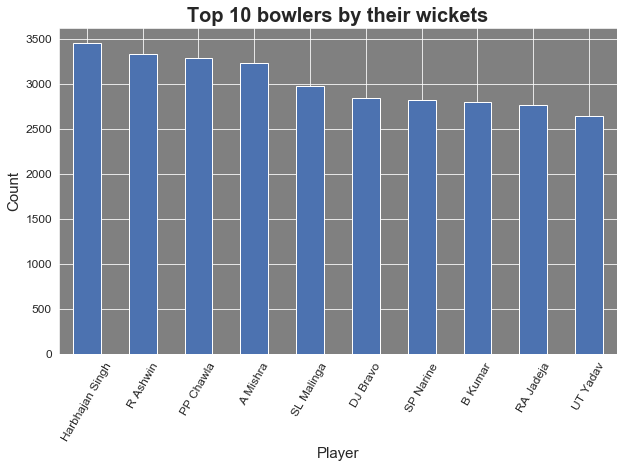 Top 10 bowlers by their wickets
Count
3500
3000
2500
2000
1500
1000
500
0
Harbhajan Singh
R Ashwin
PP Chawla
A Mishra
SL Malinga
DJ Bravo
SP Narine
B Kumar
RA Jadeja
UT Yadav
Player